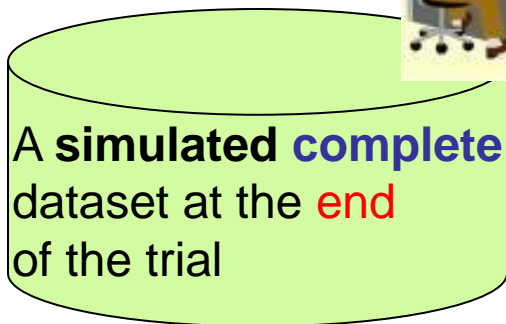 A simulated complete
dataset at the end
of the trial